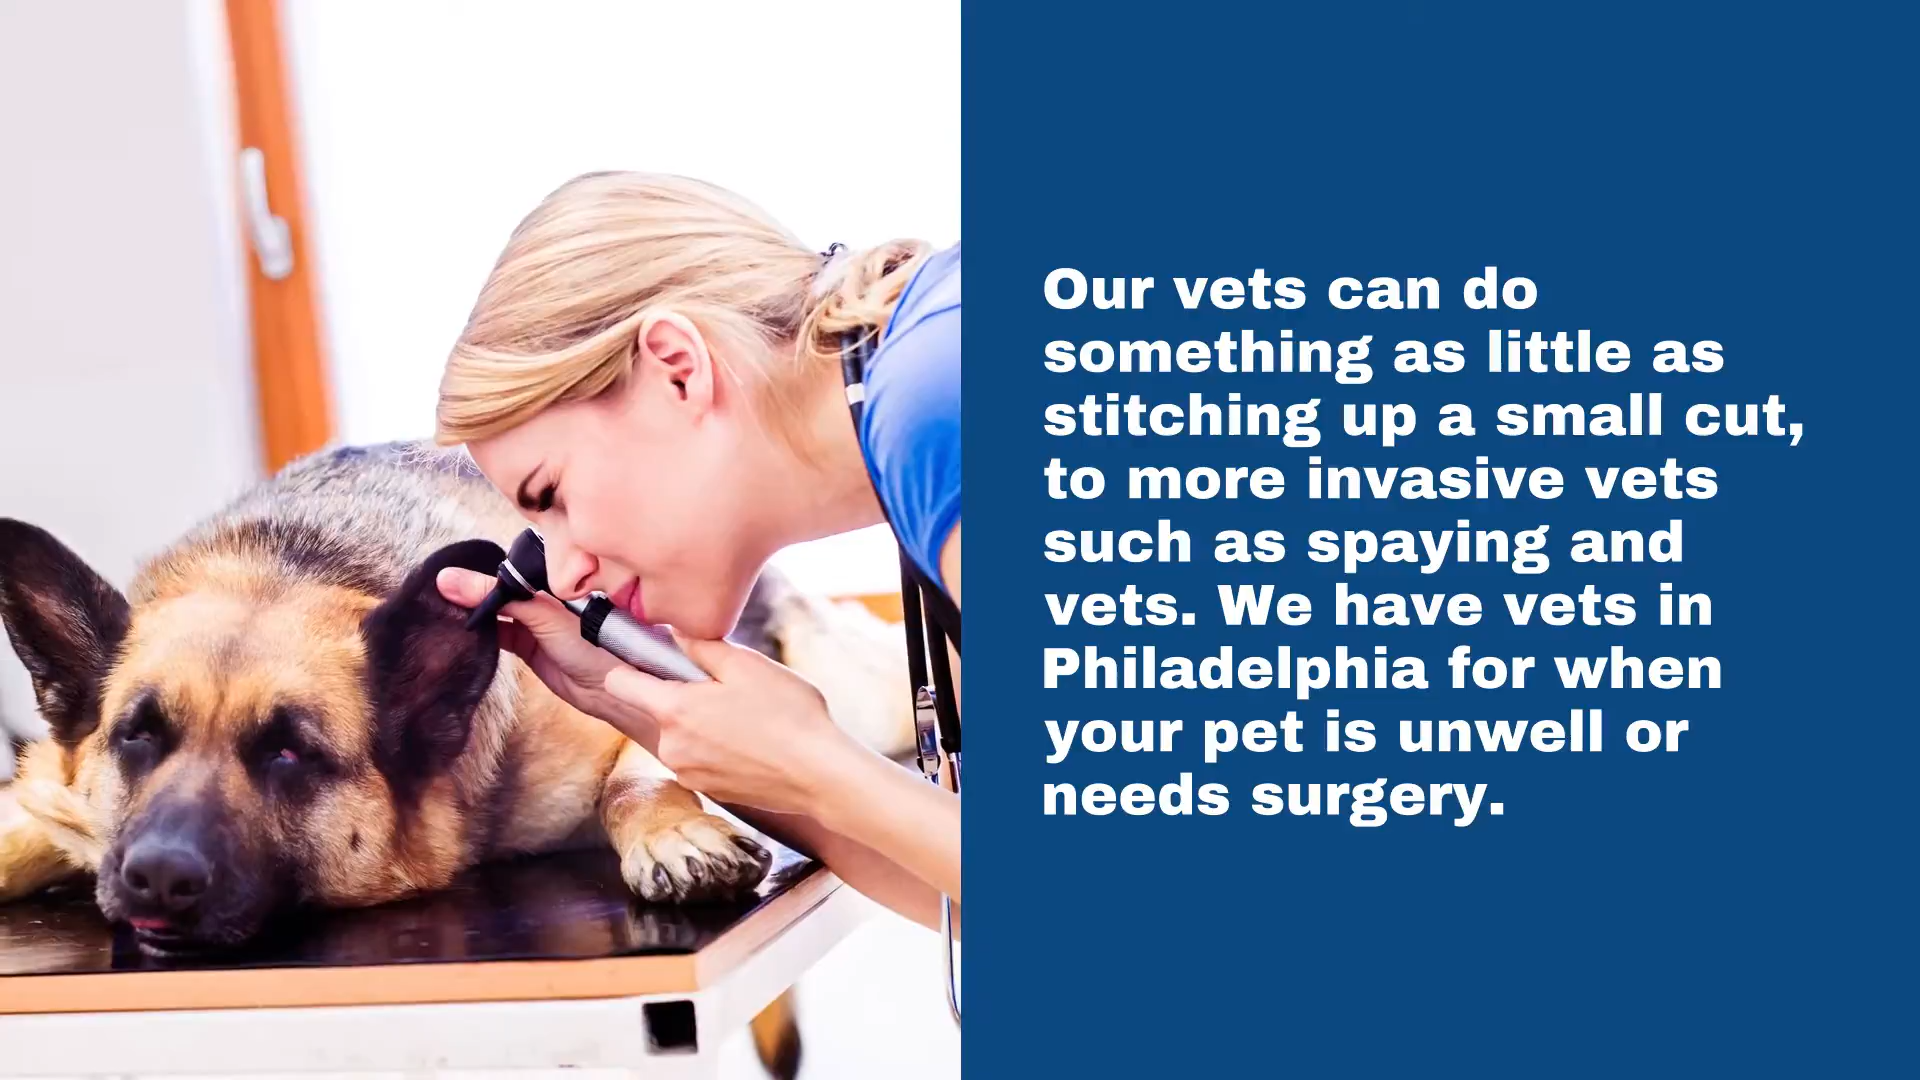 Our vets can do
something as little as
stitching up a small cut,
to more invasive vets
such as spaying and
vets. We have vets in
Philadelphia for when
your pet is unwell or
needs surgery.